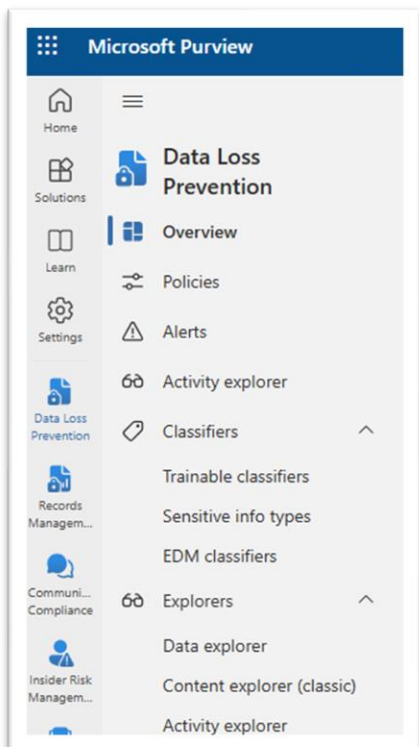 Microsoft Purview
Home
Solutions
Learn
Settings
Data Loss
Prevention
Records
Managem...
Communi...
Compliance
Insider Risk
Managem...
Data Loss
Prevention
Overview
Policies
Alerts
Activity explorer
Classifiers
Trainable classifiers
Sensitive info types
EDM classifiers
Explorers
Data explorer
Content explorer (classic)
Activity explorer